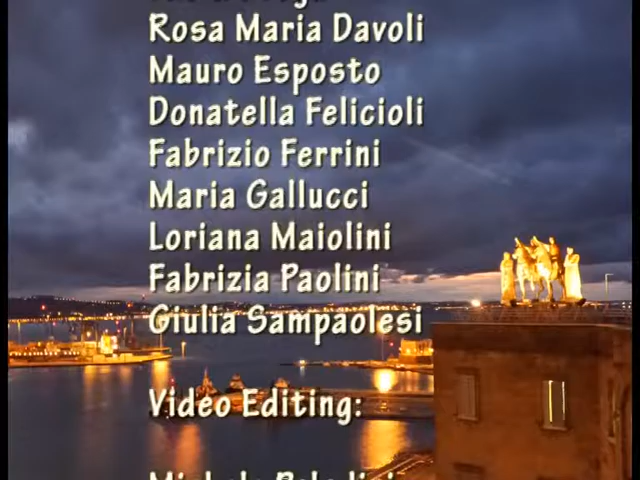 Rosa Maria Davoli
Mauro Esposto
Donatella Felicioli
Fabrizio Ferrini
Maria Gallucci
Loriana Maiolini
Fabrizia Paolini
Giulia Sampaolesi
Video Editing: